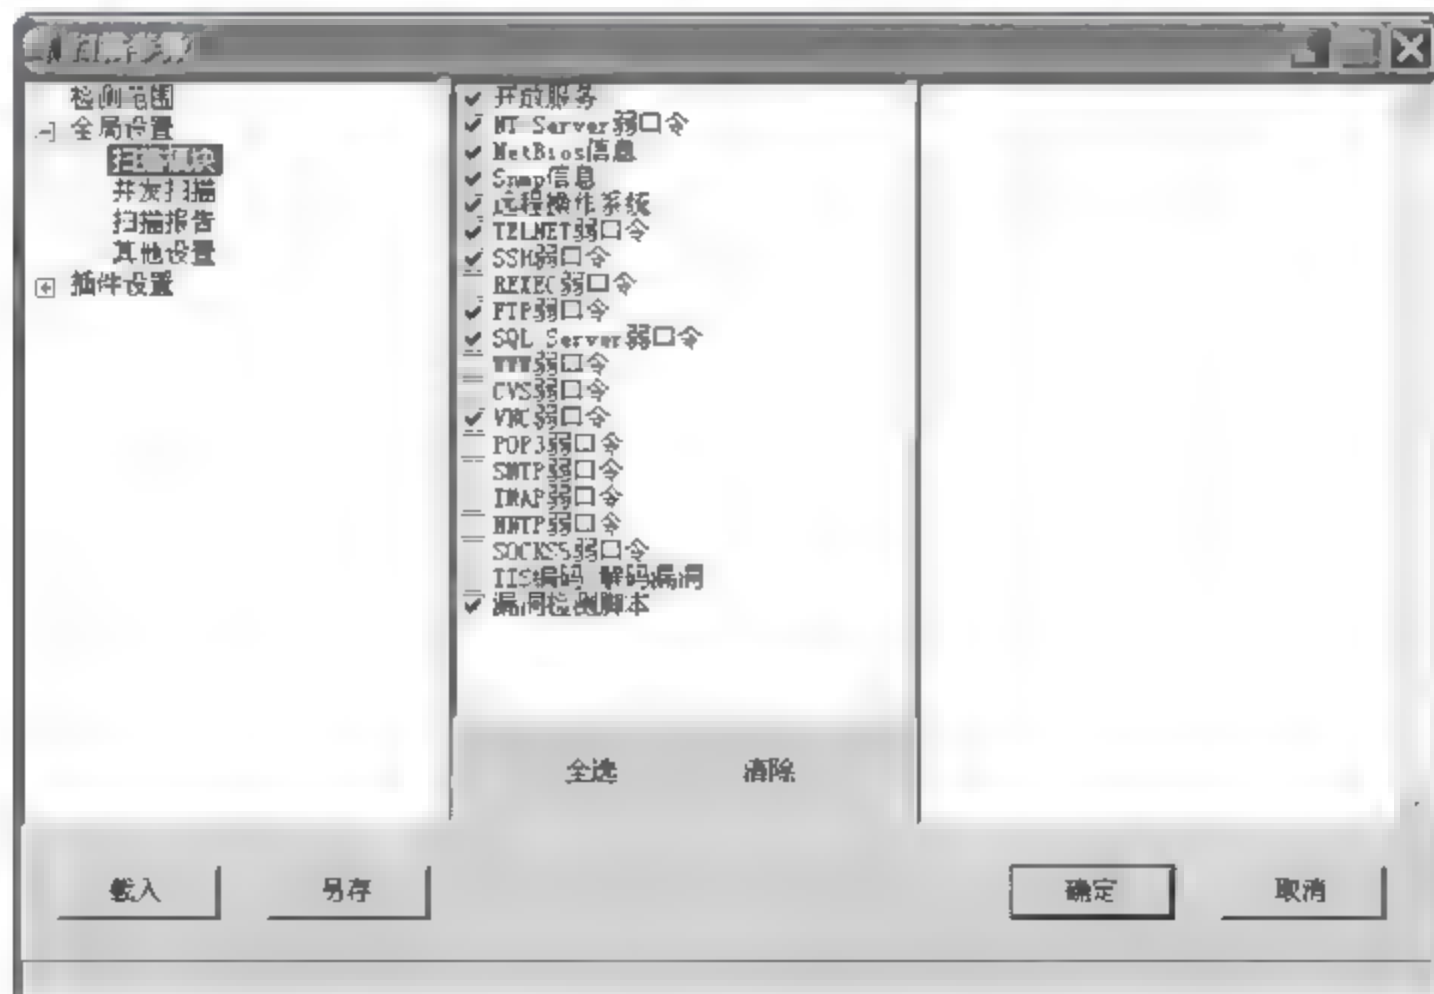 扫描参数
检测范围
全局设置
扫描模块
并发扫描
扫描报告
其他设置
插件设置
开放服务
NT-Server弱口令
NetBios信息
Snmp信息
远程操作系统
TELNET弱口令
SSH弱口令
REXEC弱口令
FTP弱口令
SQL-Server弱口令
WWW弱口令
CVS弱口令
VNC弱口令
POP3弱口令
SMTP弱口令
IMAP弱口令
NNTP弱口令
SOCKS5弱口令
IIS编码/解码漏洞
漏洞检测脚本
全选
清除
载入
另存
确定
取消